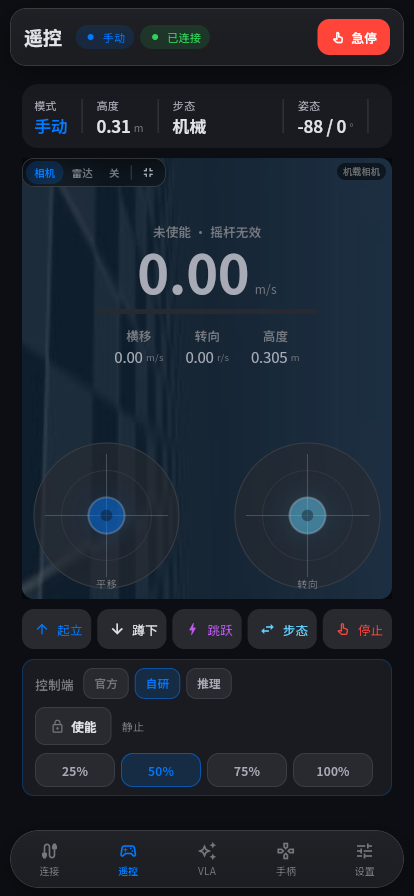 遥控 手动 已连接 急停
模式 高度 步态 姿态
手动 0.31 m 机械 -88 / 0 °
相机 雷达 关 机载相机
未使能 · 摇杆无效
0.00 m/s
横移 转向 高度
0.00 m/s 0.00 r/s 0.305 m
平移 转向
起立 蹲下 跳跃 步态 停止
控制端 官方 自研 推理
使能 静止
25% 50% 75% 100%
连接 遥控 VLA 手柄 设置